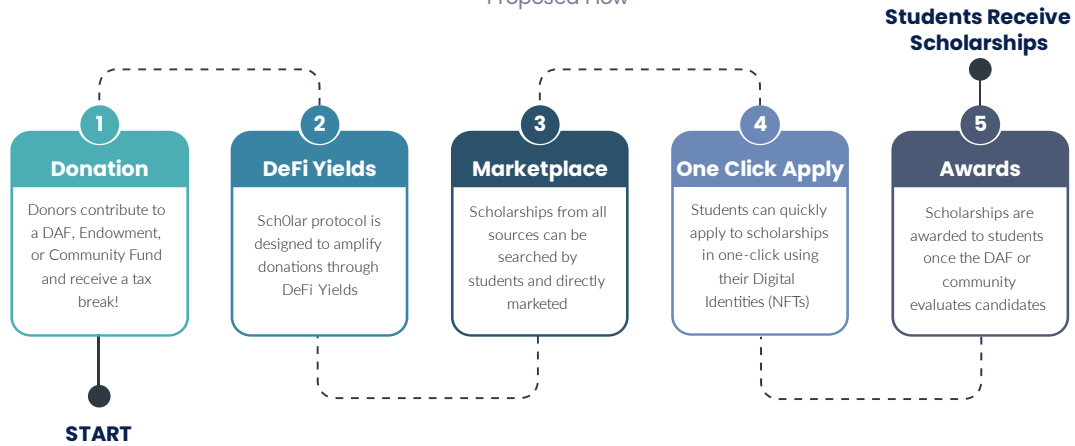 Proposed Flow
Students Receive
Scholarships
1
2
3
4
5
Donation
DeFi Yields
Marketplace
One Click Apply
Awards
Donors contribute to
a DAF, Endowment,
or Community Fund
and receive a tax
break!
Sch0lar protocol is
designed to amplify
donations through
DeFi Yields
Scholarships from all
sources can be
searched by
students and directly
marketed
Students can quickly
apply to scholarships
in one-click using
their Digital
Identities (NFTs)
Scholarships are
awarded to students
once the DAF or
community
evaluates candidates
START